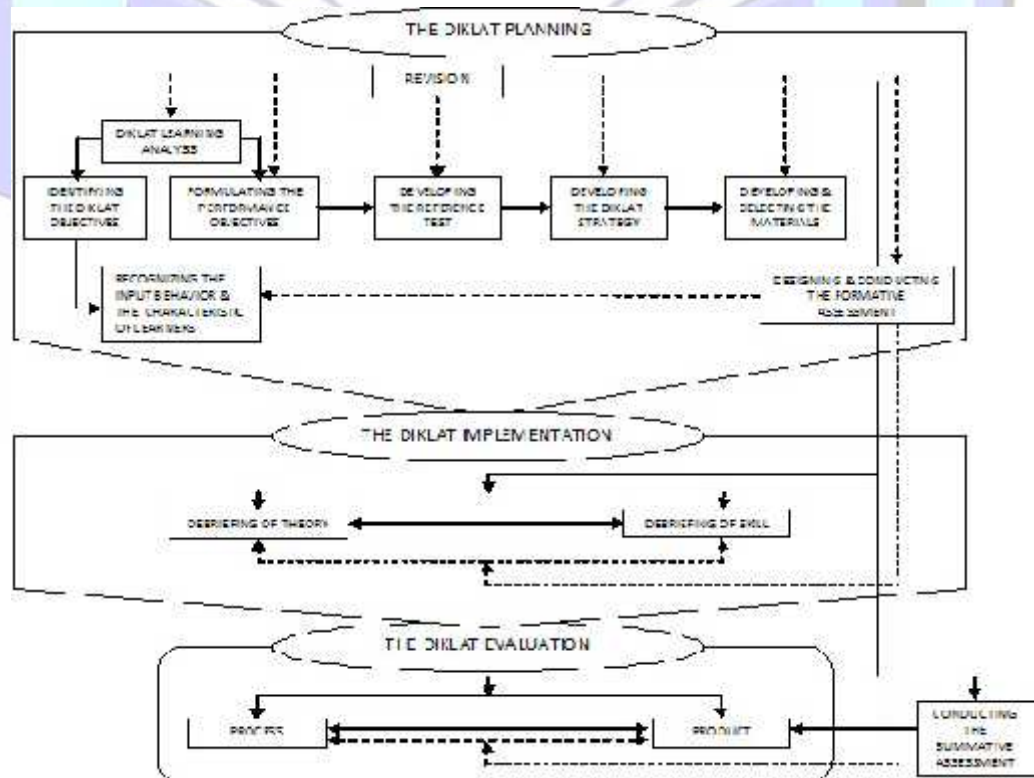 THE DIKLAT PLANNING
REVISION
DIKLAT LEARNING
ANALYSIS
IDENTIFYING
THE DIKLAT
OBJECTIVES
FORMULATING THE
PERFORMANCE
OBJECTIVES
DEVELOPING
THE REFERENCE
TEST
DEVELOPING
THE DIKLAT
STRATEGY
DEVELOPING &
SELECTING THE
MATERIALS
RECOGNIZING THE
INPUT BEHAVIOR &
THE CHARACTERISTIC
OF LEARNERS
DESIGNING & CONDUCTING
THE FORMATIVE
ASSESSMENT
THE DIKLAT IMPLEMENTATION
DEBRIEFING OF THEORY
DEBRIEFING OF SKILL
THE DIKLAT EVALUATION
PROCESS
PRODUCT
CONDUCTING
THE
SUMMATIVE
ASSESSMENT